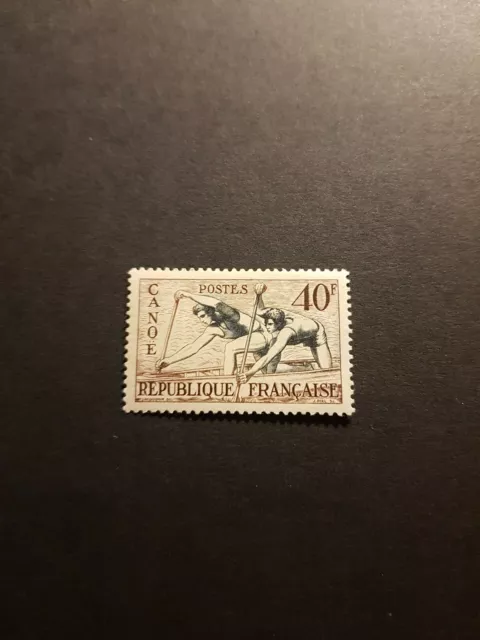 POSTES
40F
CANOE
REPUBLIQUE FRANÇAISE